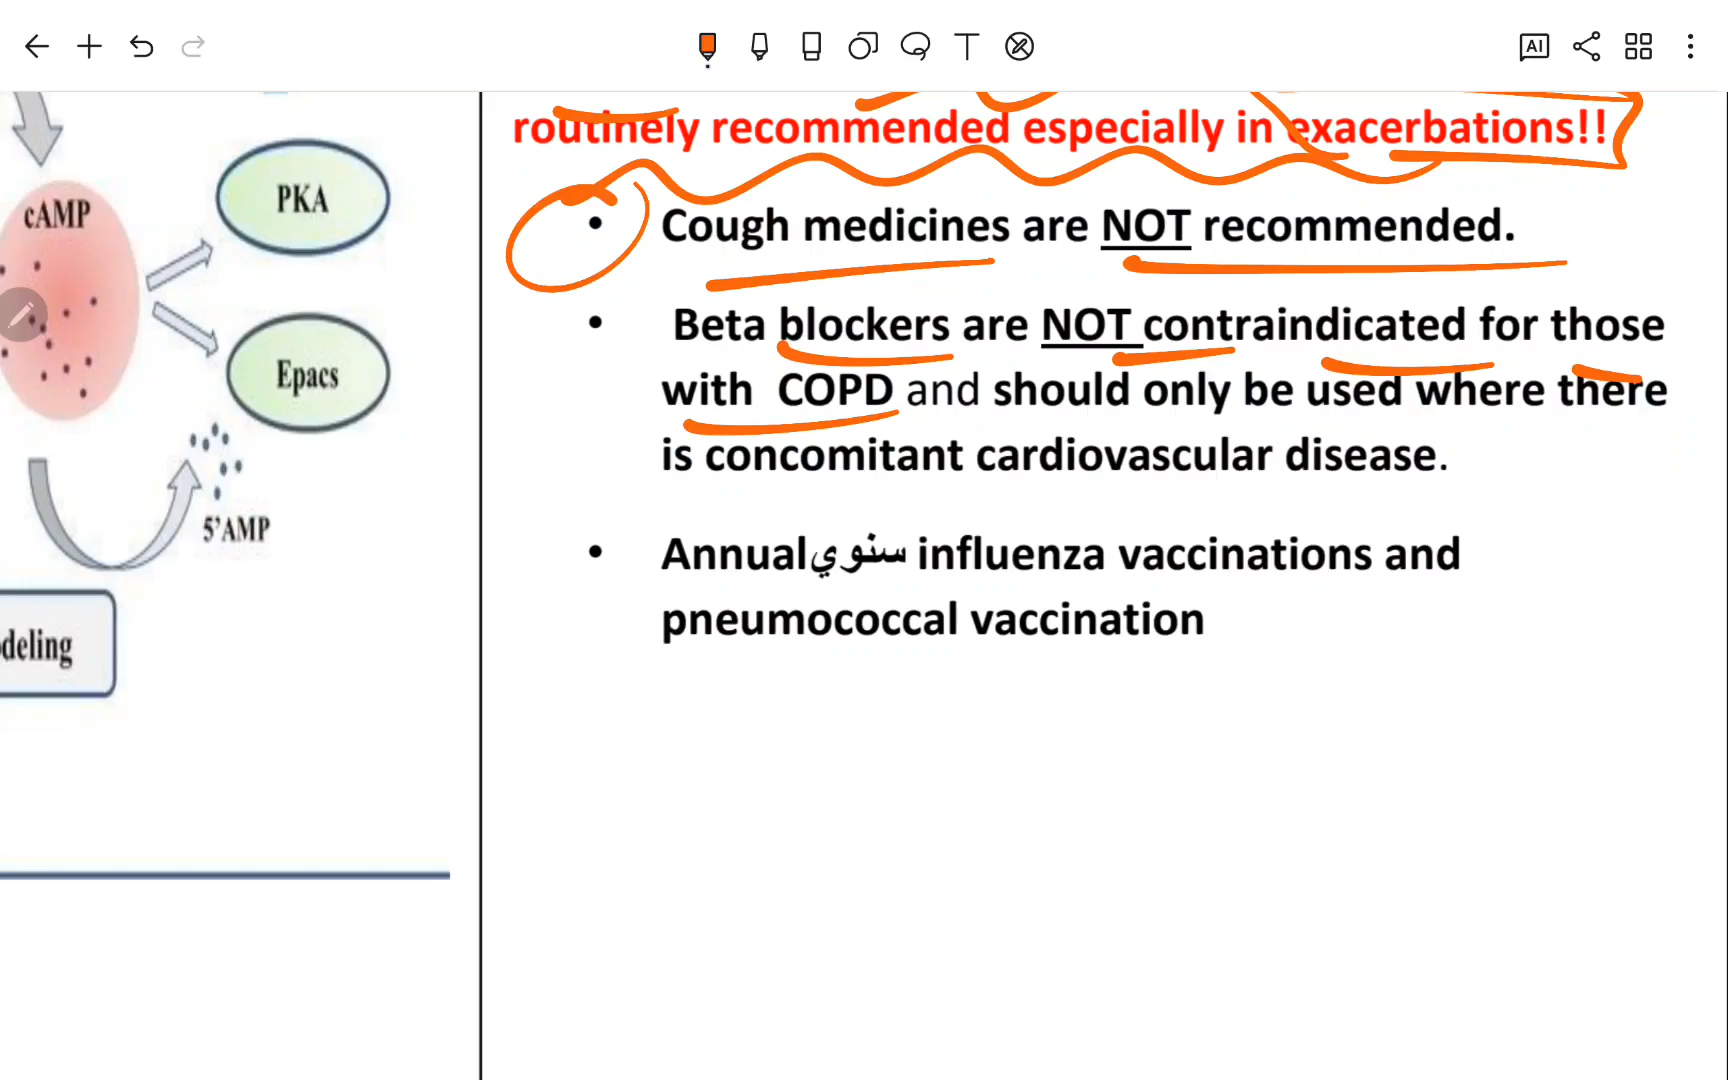 AI
cAMP
PKA
Epacs
5'AMP
deling
routinely recommended especially in exacerbations!!
• Cough medicines are NOT recommended.
• Beta blockers are NOT contraindicated for those
with COPD and should only be used where there
is concomitant cardiovascular disease.
• Annualسنوي influenza vaccinations and
pneumococcal vaccination